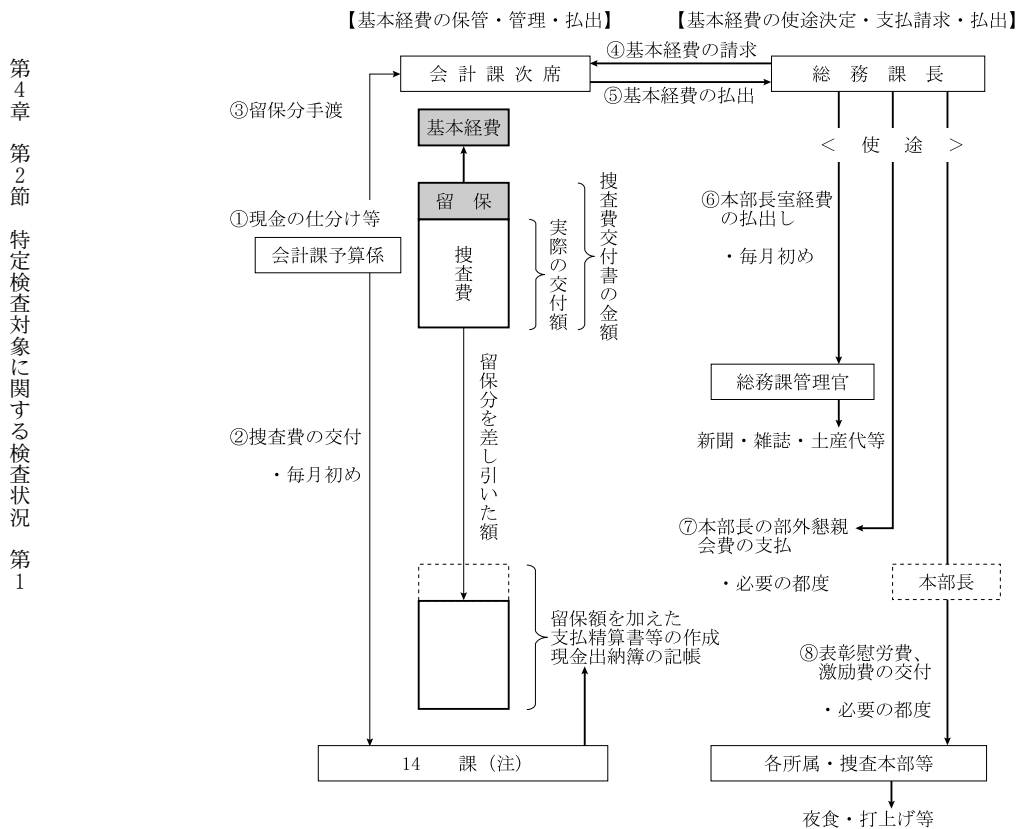 【基本経費の保管・管理・払出】
【基本経費の使途決定・支払請求・払出】
第4章　第2節　特定検査対象に関する検査状況　第1
会計課次席
④基本経費の請求
⑤基本経費の払出
総務課長
③留保分手渡
基本経費
＜　使　途　＞
留　保
捜査費
実際の交付額
捜査費交付書の金額
①現金の仕分け等
会計課予算係
⑥本部長室経費
の払出し
・毎月初め
留保分を差し引いた額
総務課管理官
新聞・雑誌・土産代等
②捜査費の交付
・毎月初め
⑦本部長の部外懇親
会費の支払
・必要の都度
本部長
留保額を加えた
支払精算書等の作成
現金出納簿の記帳
⑧表彰慰労費、
激励費の交付
・必要の都度
14　課（注）
各所属・捜査本部等
夜食・打上げ等